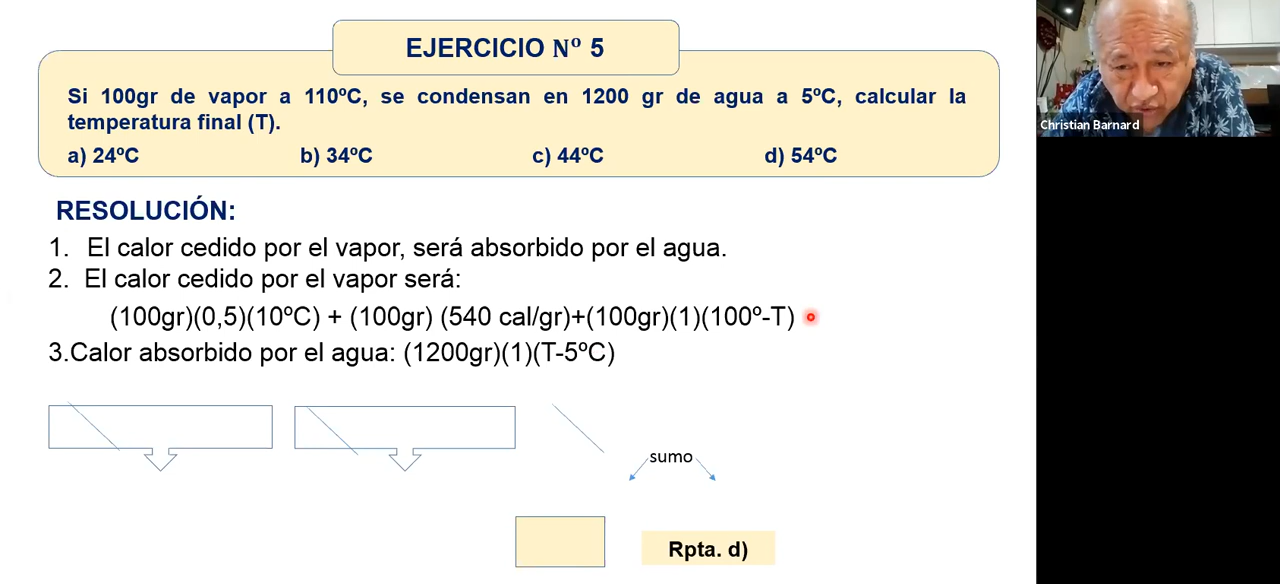 EJERCICIO Nº 5
Si 100gr de vapor a 110ºC, se condensan en 1200 gr de agua a 5ºC, calcular la
temperatura final (T).
a) 24ºC b) 34ºC c) 44ºC d) 54ºC
RESOLUCIÓN:
1. El calor cedido por el vapor, será absorbido por el agua.
2. El calor cedido por el vapor será:
(100gr)(0,5)(10ºC) + (100gr) (540 cal/gr)+(100gr)(1)(100º-T)
3.Calor absorbido por el agua: (1200gr)(1)(T-5ºC)
sumo
Rpta. d)
Christian Barnard